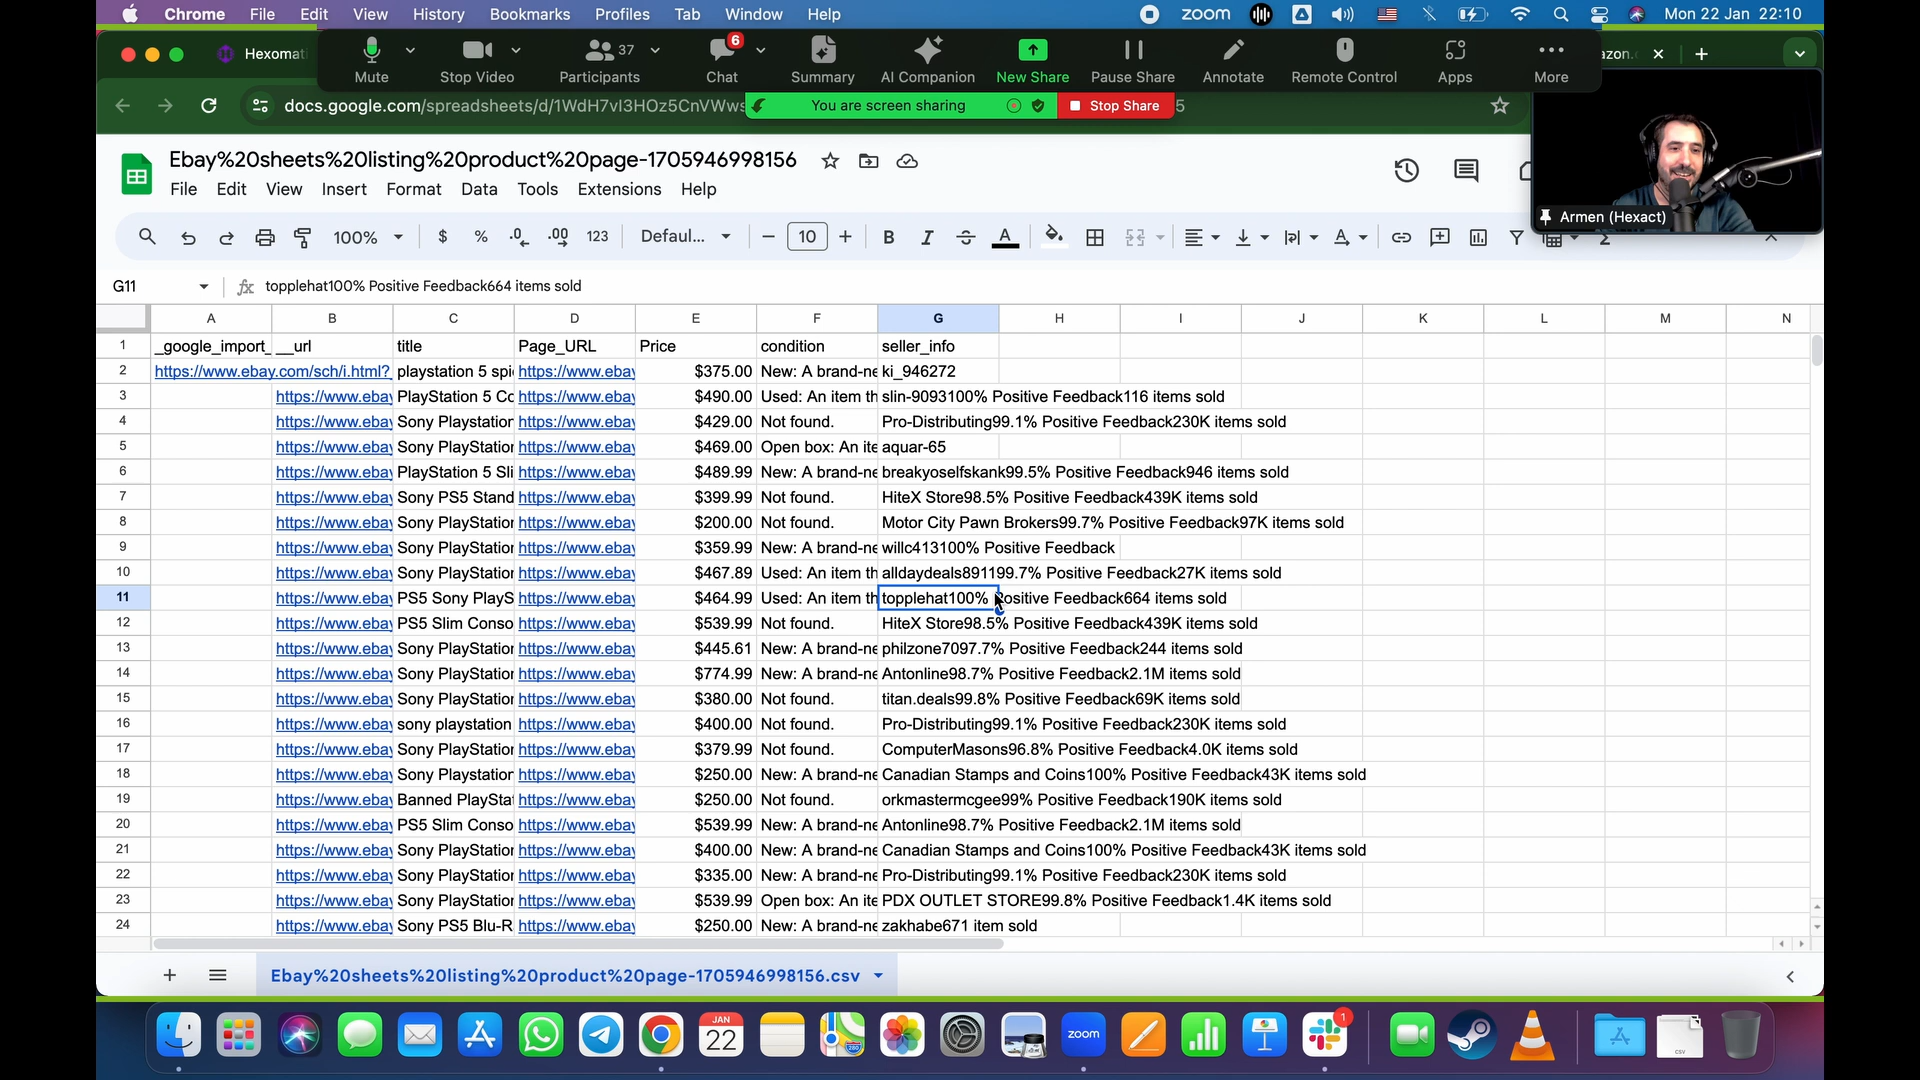 Chrome File Edit View History Bookmarks Profiles Tab Window Help zoom Mon 22 Jan 22:10
Hexomat
Mute Stop Video 37 Participants 6 Chat Summary AI Companion New Share Pause Share Annotate Remote Control Apps More
azon.
docs.google.com/spreadsheets/d/1WdH7vI3HOz5CnVWws 5
You are screen sharing Stop Share
Armen (Hexact)
Ebay%20sheets%20listing%20product%20page-1705946998156
File Edit View Insert Format Data Tools Extensions Help
100% $ % .0 .00 123 Defaul... 10 B I S A
G11 fx topplehat100% Positive Feedback664 items sold
A B C D E F G H I J K L M N
1 _google_import_ __url title Page_URL Price condition seller_info
2 https://www.ebay.com/sch/i.html?_ playstation 5 spi https://www.ebay $375.00 New: A brand-ne ki_946272
3 https://www.ebay PlayStation 5 Co https://www.ebay $490.00 Used: An item th slin-9093100% Positive Feedback116 items sold
4 https://www.ebay Sony Playstation https://www.ebay $429.00 Not found. Pro-Distributing99.1% Positive Feedback230K items sold
5 https://www.ebay Sony PlayStation https://www.ebay $469.00 Open box: An ite aquar-65
6 https://www.ebay PlayStation 5 Sli https://www.ebay $489.99 New: A brand-ne breakyoselfskank99.5% Positive Feedback946 items sold
7 https://www.ebay Sony PS5 Stand https://www.ebay $399.99 Not found. HiteX Store98.5% Positive Feedback439K items sold
8 https://www.ebay Sony PlayStation https://www.ebay $200.00 Not found. Motor City Pawn Brokers99.7% Positive Feedback97K items sold
9 https://www.ebay Sony PlayStation https://www.ebay $359.99 New: A brand-ne willc413100% Positive Feedback
10 https://www.ebay Sony PlayStation https://www.ebay $467.89 Used: An item th alldaydeals891199.7% Positive Feedback27K items sold
11 https://www.ebay PS5 Sony PlayS https://www.ebay $464.99 Used: An item th topplehat100% Positive Feedback664 items sold
12 https://www.ebay PS5 Slim Conso https://www.ebay $539.99 Not found. HiteX Store98.5% Positive Feedback439K items sold
13 https://www.ebay Sony PlayStation https://www.ebay $445.61 New: A brand-ne philzone7097.7% Positive Feedback244 items sold
14 https://www.ebay Sony PlayStation https://www.ebay $774.99 New: A brand-ne Antonline98.7% Positive Feedback2.1M items sold
15 https://www.ebay Sony PlayStation https://www.ebay $380.00 Not found. titan.deals99.8% Positive Feedback69K items sold
16 https://www.ebay sony playstation https://www.ebay $400.00 Not found. Pro-Distributing99.1% Positive Feedback230K items sold
17 https://www.ebay Sony PlayStation https://www.ebay $379.99 Not found. ComputerMasons96.8% Positive Feedback4.0K items sold
18 https://www.ebay Sony Playstation https://www.ebay $250.00 New: A brand-ne Canadian Stamps and Coins100% Positive Feedback43K items sold
19 https://www.ebay Banned PlayStat https://www.ebay $250.00 Not found. orkmastermcgee99% Positive Feedback190K items sold
20 https://www.ebay PS5 Slim Conso https://www.ebay $539.99 New: A brand-ne Antonline98.7% Positive Feedback2.1M items sold
21 https://www.ebay Sony PlayStation https://www.ebay $400.00 New: A brand-ne Canadian Stamps and Coins100% Positive Feedback43K items sold
22 https://www.ebay Sony PlayStation https://www.ebay $335.00 New: A brand-ne Pro-Distributing99.1% Positive Feedback230K items sold
23 https://www.ebay Sony PlayStation https://www.ebay $539.99 Open box: An ite PDX OUTLET STORE99.8% Positive Feedback1.4K items sold
24 https://www.ebay Sony PS5 Blu-R https://www.ebay $250.00 New: A brand-ne zakhabe671 item sold
Ebay%20sheets%20listing%20product%20page-1705946998156.csv
JAN
22
zoom
1
CSV